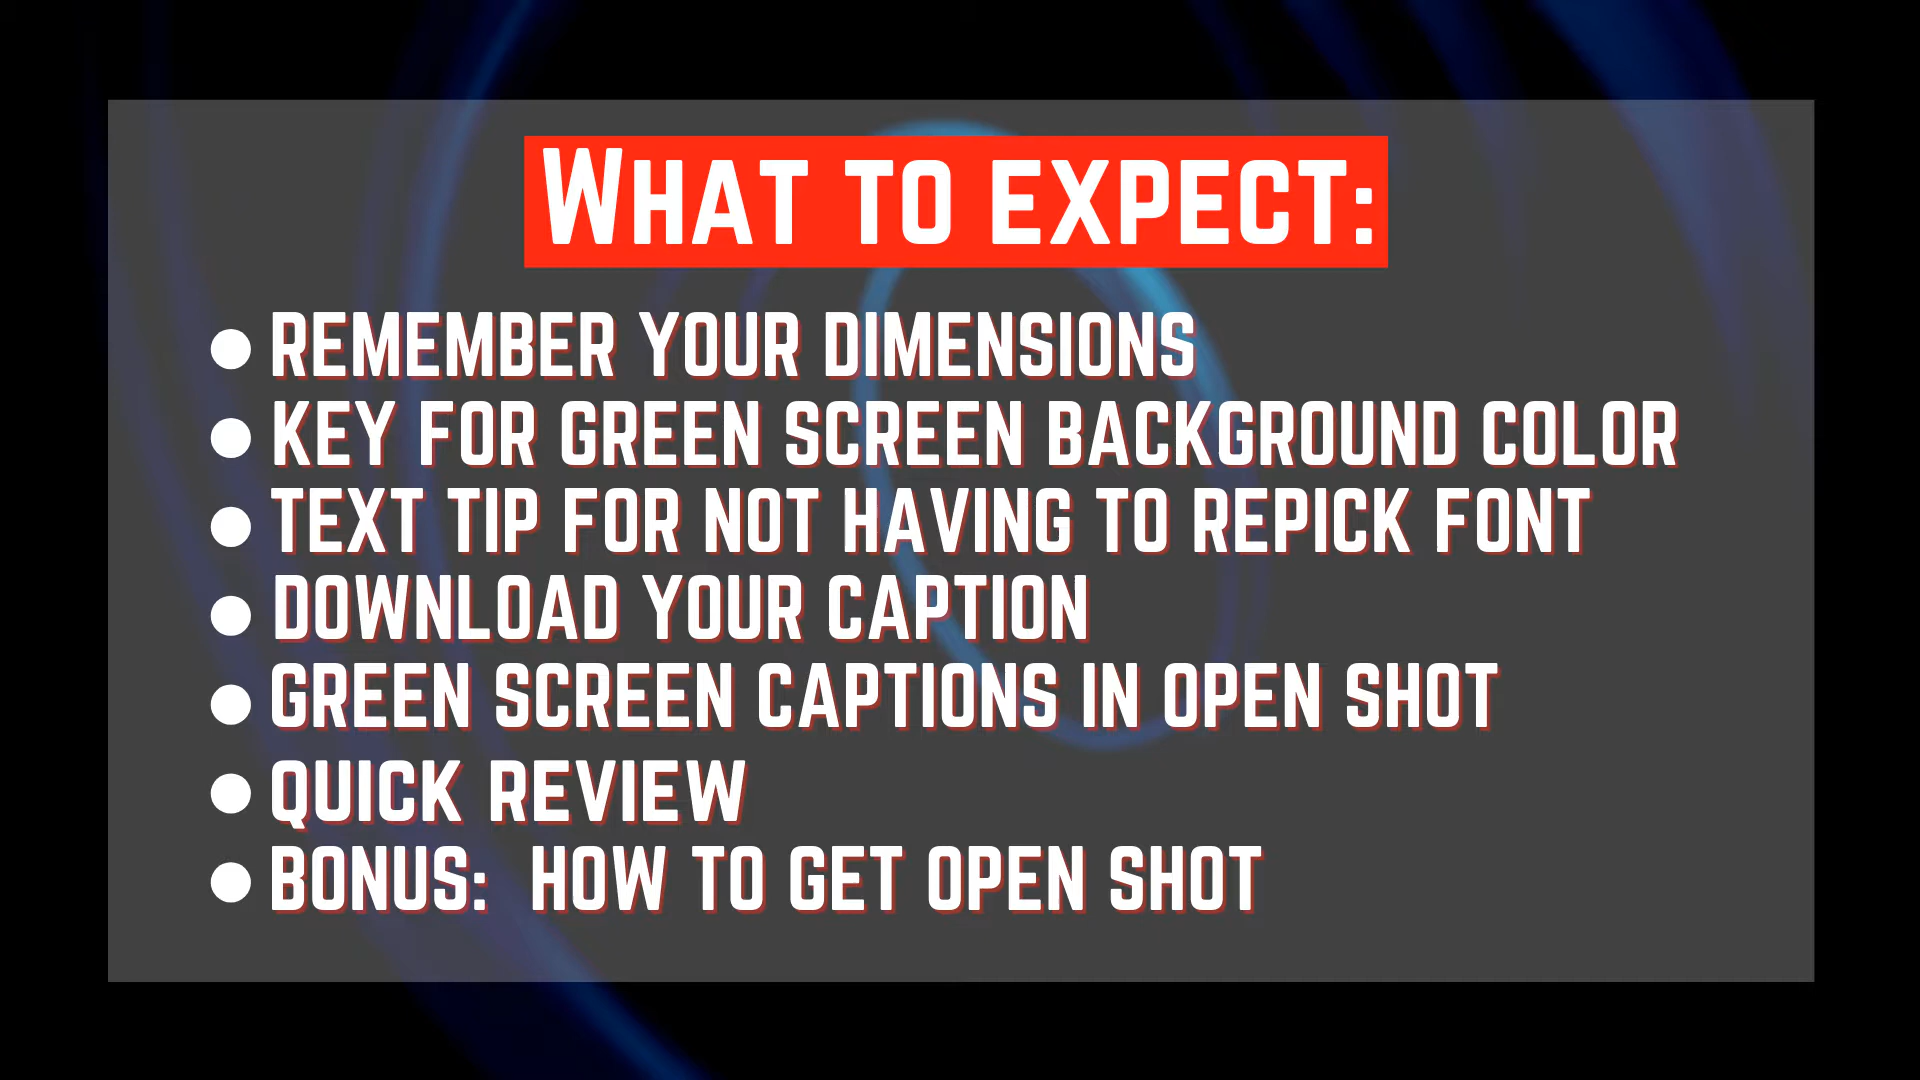 WHAT TO EXPECT:
● REMEMBER YOUR DIMENSIONS
● KEY FOR GREEN SCREEN BACKGROUND COLOR
● TEXT TIP FOR NOT HAVING TO REPICK FONT
● DOWNLOAD YOUR CAPTION
● GREEN SCREEN CAPTIONS IN OPEN SHOT
● QUICK REVIEW
● BONUS:  HOW TO GET OPEN SHOT